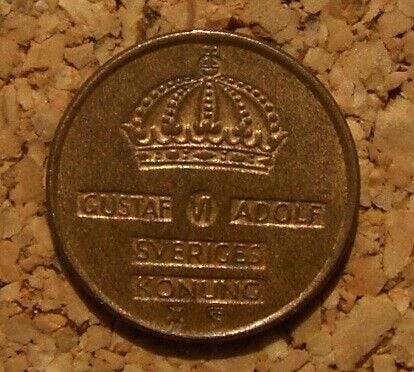 GUSTAF VI ADOLF
SVERIGES
KONUNG